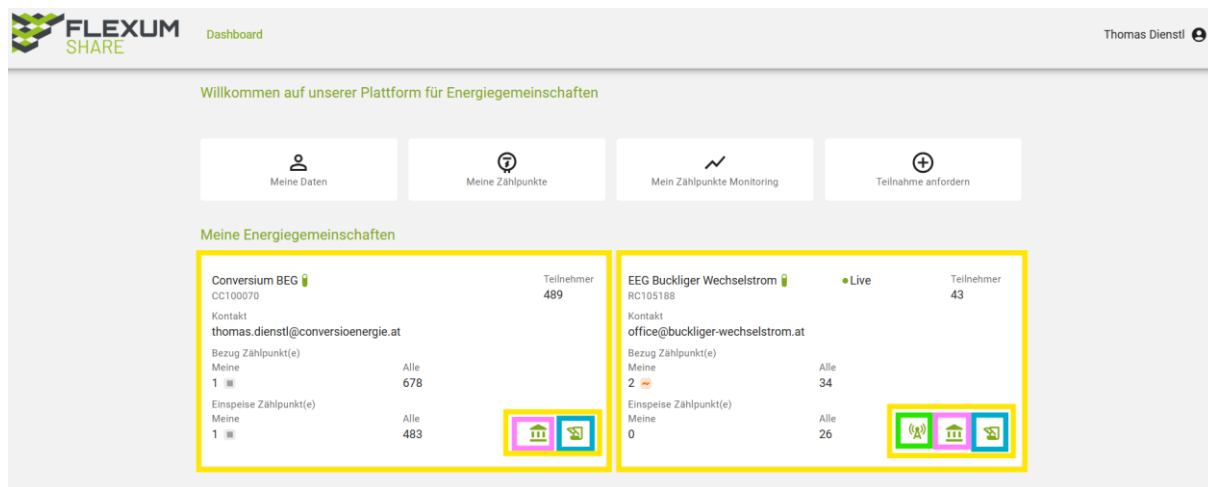 FLEXUM
SHARE
Dashboard
Thomas Dienstl
Willkommen auf unserer Plattform für Energiegemeinschaften
Meine Daten
Meine Zählpunkte
Mein Zählpunkte Monitoring
Teilnahme anfordern
Meine Energiegemeinschaften
Conversium BEG
Teilnehmer
CC100070
489
Kontakt
thomas.dienstl@conversioenergie.at
Bezug Zählpunkt(e)
Meine Alle
1 678
Einspeise Zählpunkt(e)
Meine Alle
1 483
EEG Buckliger Wechselstrom
Live
Teilnehmer
RC105188
43
Kontakt
office@buckliger-wechselstrom.at
Bezug Zählpunkt(e)
Meine Alle
2 34
Einspeise Zählpunkt(e)
Meine Alle
0 26